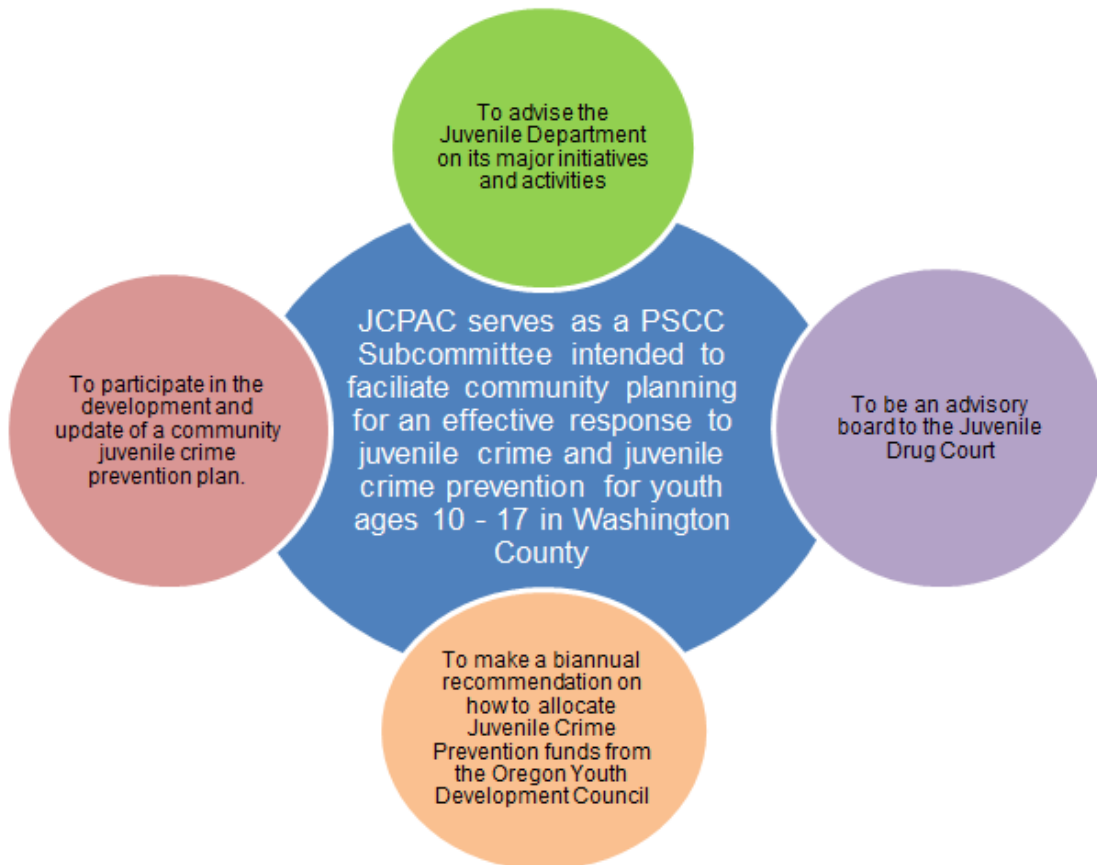 To advise the
Juvenile Department
on its major initiatives
and activities
JCPAC serves as a PSCC
Subcommittee intended to
faciliate community planning
for an effective response to
juvenile crime and juvenile
crime prevention for youth
ages 10 - 17 in Washington
County
To participate in the
development and
update of a community
juvenile crime
prevention plan.
To be an advisory
board to the Juvenile
Drug Court
To make a biannual
recommendation on
how to allocate
Juvenile Crime
Prevention funds from
the Oregon Youth
Development Council